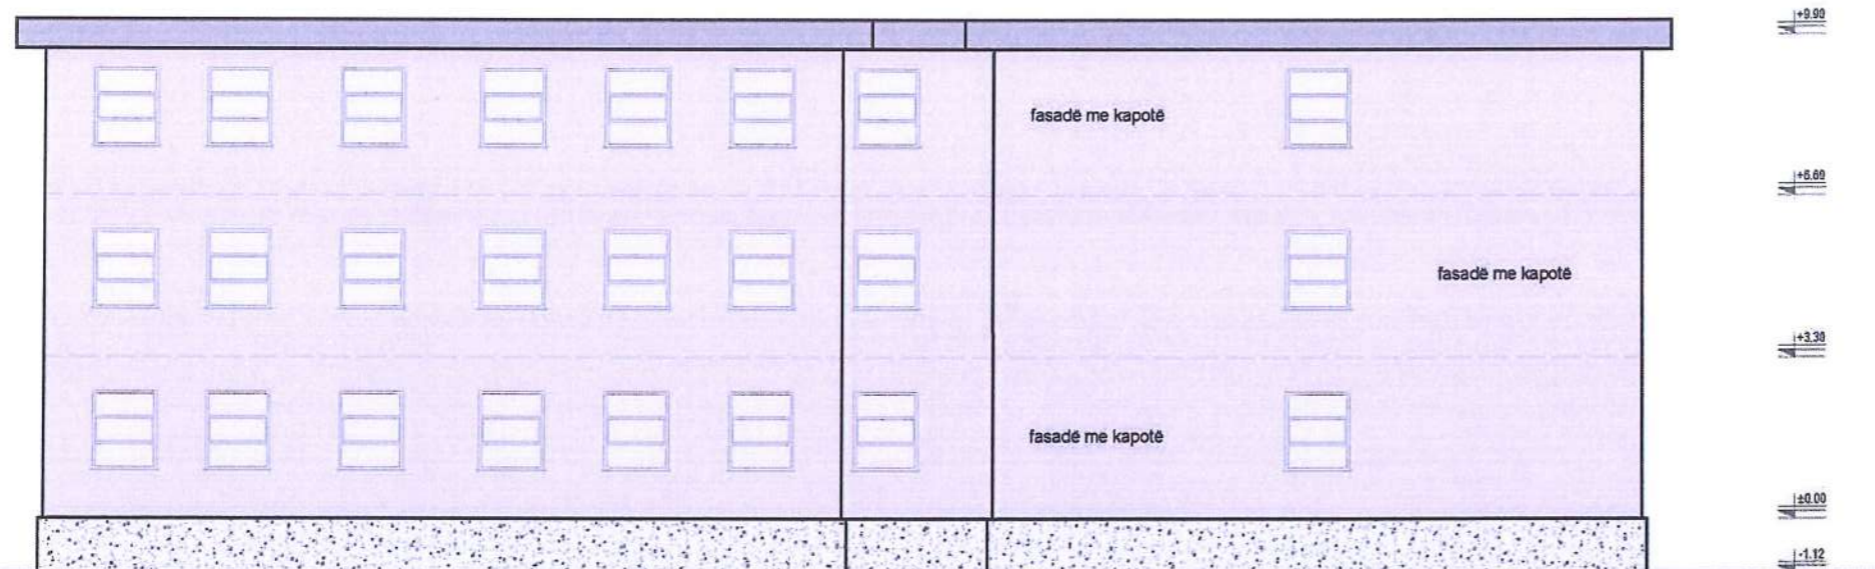 +9.90
fasadë me kapotë
+6.60
fasadë me kapotë
+3.30
fasadë me kapotë
±0.00
-1.12